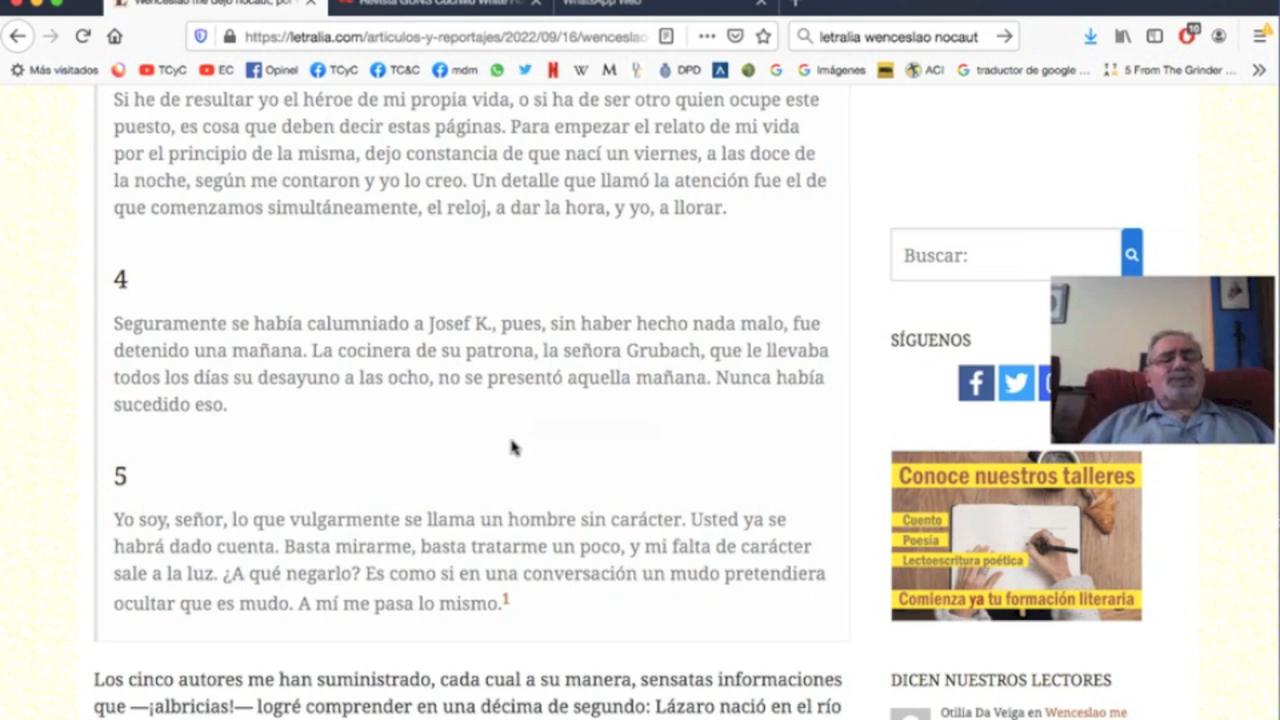 Wenceslao me dejó nocaut, por
WhatsApp Web
https://letralia.com/articulos-y-reportajes/2022/09/16/wenceslao-
letralia wenceslao nocaut
10
Más visitados
TCyC
EC
Opinel
TCyC
TC&C
mdm
DPD
Imágenes
ACI
traductor de google ...
5 From The Grinder ...
Si he de resultar yo el héroe de mi propia vida, o si ha de ser otro quien ocupe este
puesto, es cosa que deben decir estas páginas. Para empezar el relato de mi vida
por el principio de la misma, dejo constancia de que nací un viernes, a las doce de
la noche, según me contaron y yo lo creo. Un detalle que llamó la atención fue el de
que comenzamos simultáneamente, el reloj, a dar la hora, y yo, a llorar.
4
Seguramente se había calumniado a Josef K., pues, sin haber hecho nada malo, fue
detenido una mañana. La cocinera de su patrona, la señora Grubach, que le llevaba
todos los días su desayuno a las ocho, no se presentó aquella mañana. Nunca había
sucedido eso.
5
Yo soy, señor, lo que vulgarmente se llama un hombre sin carácter. Usted ya se
habrá dado cuenta. Basta mirarme, basta tratarme un poco, y mi falta de carácter
sale a la luz. ¿A qué negarlo? Es como si en una conversación un mudo pretendiera
ocultar que es mudo. A mí me pasa lo mismo.1
Los cinco autores me han suministrado, cada cual a su manera, sensatas informaciones
que —¡albricias!— logré comprender en una décima de segundo: Lázaro nació en el río
Buscar:
SÍGUENOS
Conoce nuestros talleres
Cuento
Poesía
Lectoescritura poética
Comienza ya tu formación literaria
DICEN NUESTROS LECTORES
Otilia Da Veiga en Wenceslao me